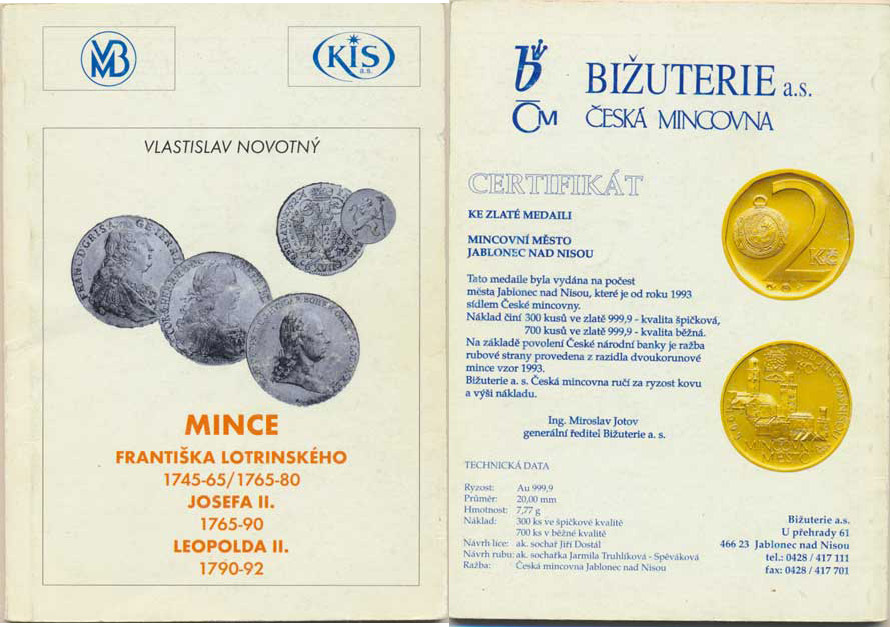 VMB
KIS
a.s.
VLASTISLAV NOVOTNÝ
MINCE
FRANTIŠKA LOTRINSKÉHO
1745-65/1765-80
JOSEFA II.
1765-90
LEOPOLDA II.
1790-92
BIŽUTERIE a.s.
ČM ČESKÁ MINCOVNA
CERTIFIKÁT
KE ZLATÉ MEDAILI
MINCOVNÍ MĚSTO
JABLONEC NAD NISOU
2
Kč
Tato medaile byla vydána na počest
města Jablonec nad Nisou, které je od roku 1993
sídlem České mincovny.
Náklad činí 300 kusů ve zlatě 999,9 - kvalita špičková,
700 kusů ve zlatě 999,9 - kvalita běžná.
Na základě povolení České národní banky je ražba
rubové strany provedena z razidla dvoukorunové
mince vzor 1993.
Bižuterie a. s. Česká mincovna ručí za ryzost kovu
a výši nákladu.
MINCOVNÍ
MĚSTO
Ing. Miroslav Jotov
generální ředitel Bižuterie a. s.
TECHNICKÁ DATA
Ryzost: Au 999,9
Průměr: 20,00 mm
Hmotnost: 7,77 g
Náklad: 300 ks ve špičkové kvalitě
700 ks v běžné kvalitě
Návrh líce: ak. sochař Jiří Dostál
Návrh rubu: ak. sochařka Jarmila Truhlíková - Spěváková
Ražba: Česká mincovna Jablonec nad Nisou
Bižuterie a.s.
U přehrady 61
466 23 Jablonec nad Nisou
tel.: 0428 / 417 111
fax: 0428 / 417 701